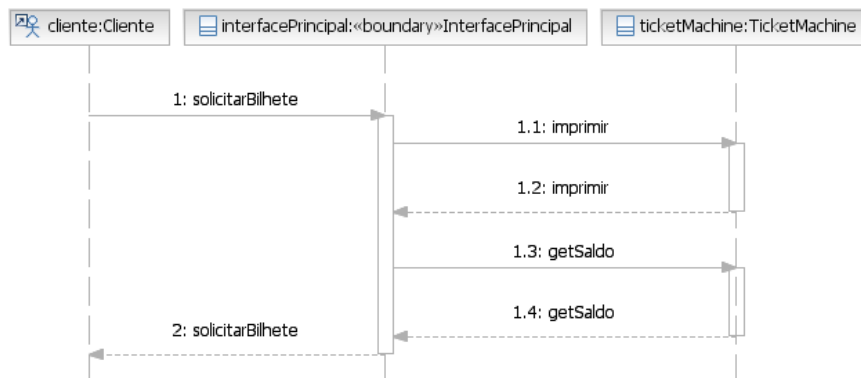 cliente:Cliente
interfacePrincipal:«boundary»InterfacePrincipal
ticketMachine:TicketMachine
1: solicitarBilhete
1.1: imprimir
1.2: imprimir
1.3: getSaldo
1.4: getSaldo
2: solicitarBilhete